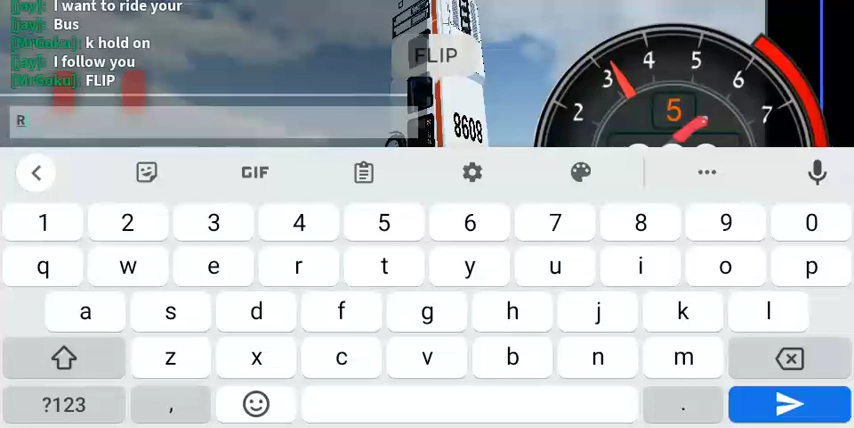 [jay]: I want to ride your
[jay]: Bus
[MrGoku]: k hold on
[jay]: I follow you
[MrGoku]: FLIP
R
FLIP
8608
2 3 4 5 6 7
5
GIF
1 2 3 4 5 6 7 8 9 0
q w e r t y u i o p
a s d f g h j k l
z x c v b n m
?123 , .